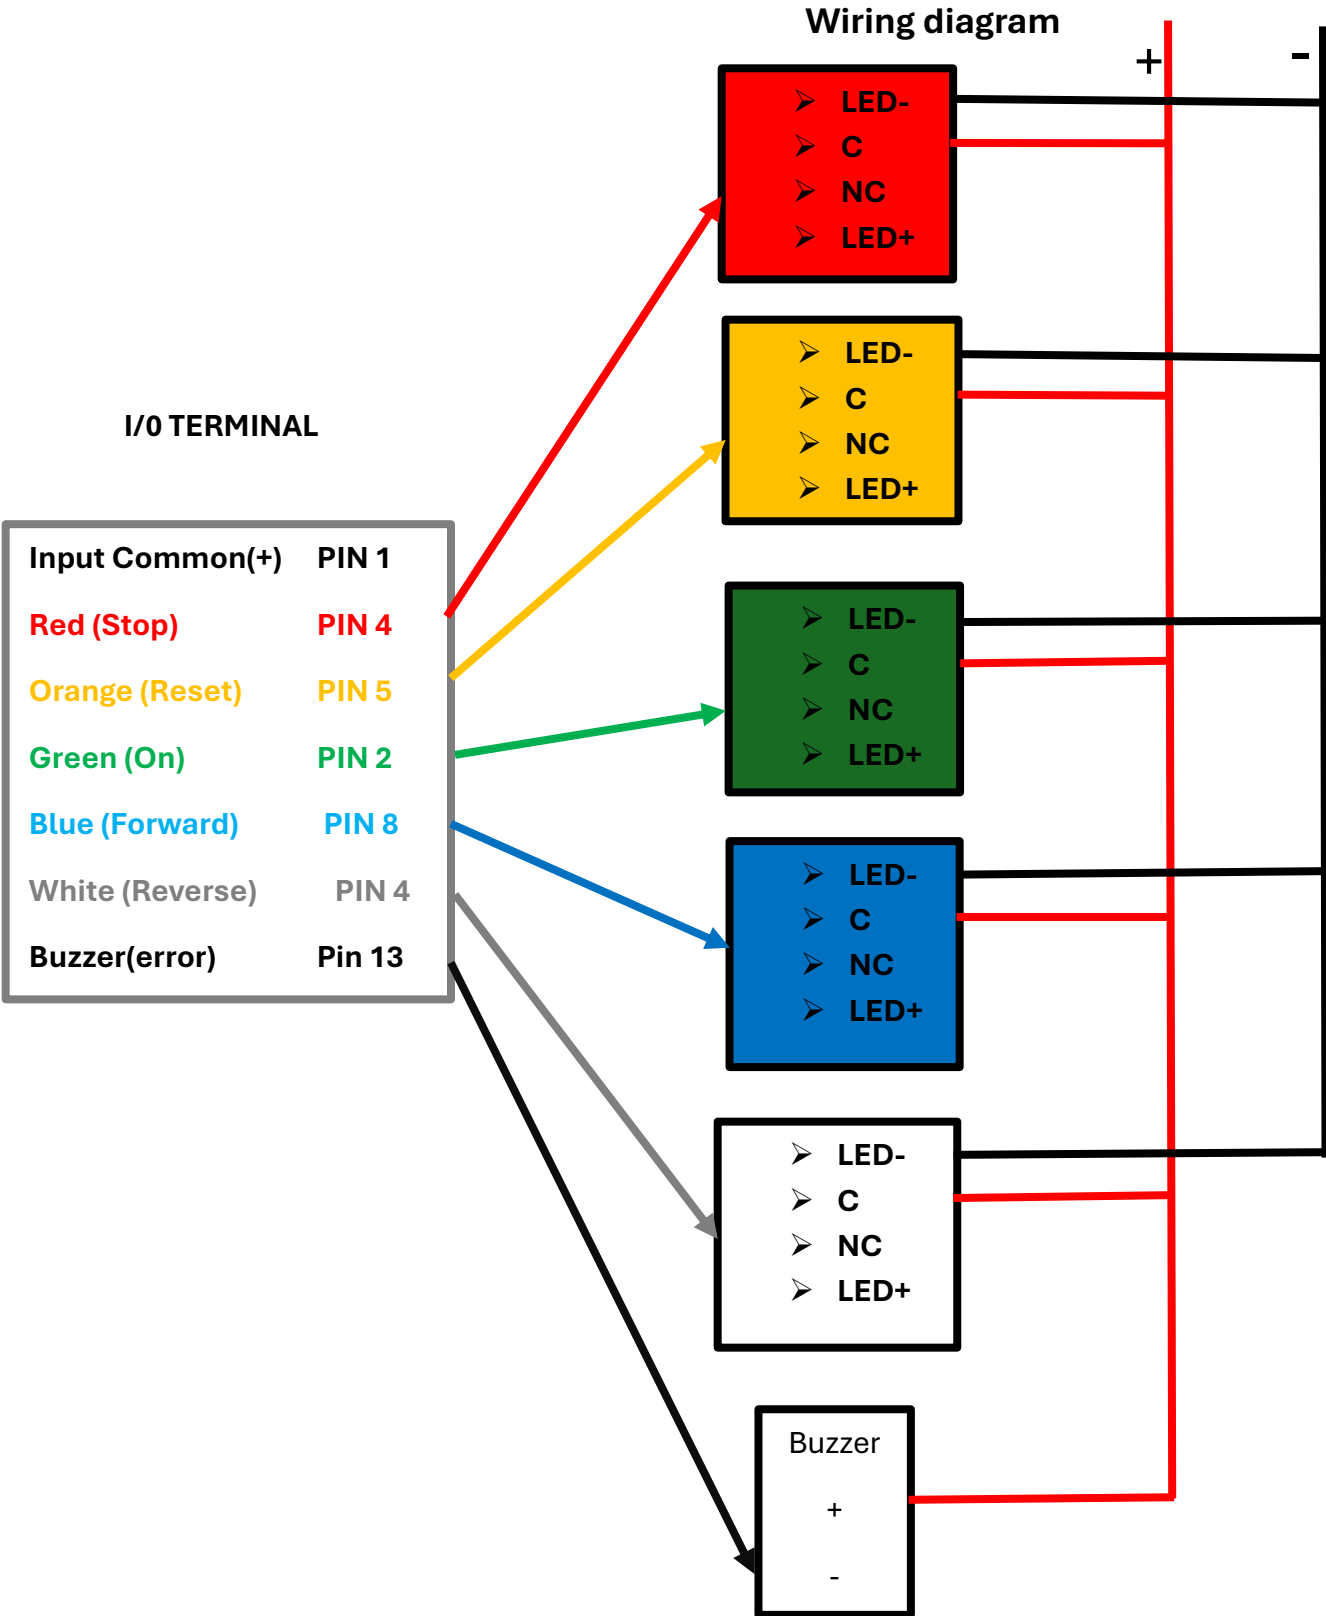 Wiring diagram
+ -
➢ LED-
➢ C
➢ NC
➢ LED+
➢ LED-
➢ C
➢ NC
➢ LED+
I/0 TERMINAL
Input Common(+) PIN 1
Red (Stop) PIN 4
Orange (Reset) PIN 5
Green (On) PIN 2
Blue (Forward) PIN 8
White (Reverse) PIN 4
Buzzer(error) Pin 13
➢ LED-
➢ C
➢ NC
➢ LED+
➢ LED-
➢ C
➢ NC
➢ LED+
➢ LED-
➢ C
➢ NC
➢ LED+
Buzzer
+
-